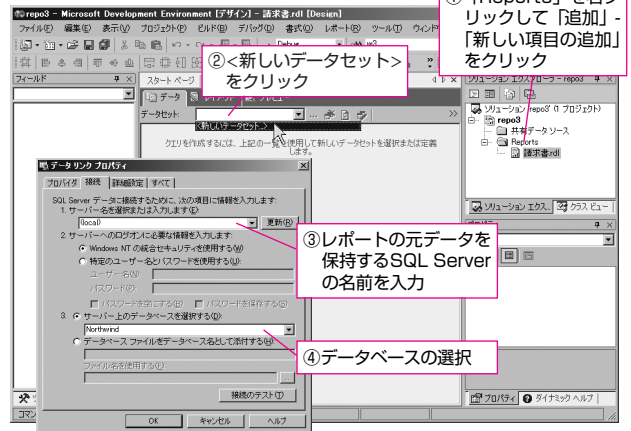 repo3 - Microsoft Development Environment [デザイン] - 請求書.rdl [Design]
ファイル(F) 編集(E) 表示(V) プロジェクト(P) ビルド(B) デバッグ(D) 書式(O) レポート(R) ツール(T)
①「Reports」を右ク
リックして「追加」-
「新しい項目の追加」
をクリック
②<新しいデータセット>
をクリック
フィールド
スタート ページ
データ
データセット:
<新しいデータセット...>
クエリを作成するには、上記の一覧を使用して新しいデータセットを選択または定義
します。
ソリューション エクスプローラ - repo3
ソリューション 'repo3' (1 プロジェクト)
repo3
共有データ ソース
Reports
請求書.rdl
ソリューション エクス...
クラス ビュー
データ リンク プロパティ
プロバイダ 接続 詳細設定 すべて
SQL Server データに接続するために、次の項目に情報を入力します:
1. サーバー名を選択または入力します(E):
(local)
更新(R)
2. サーバーへのログオンに必要な情報を入力します:
Windows NT の統合セキュリティを使用する(W)
特定のユーザー名とパスワードを使用する(U):
ユーザー名(N):
パスワード(P):
パスワードを空にする(B) パスワードを保存する(S)
3. サーバー上のデータベースを選択する(D):
Northwind
データベース ファイルをデータベース名として添付する(H):
ファイル名を使用する(F):
...
接続のテスト(T)
OK キャンセル ヘルプ
③レポートの元データを
保持するSQL Server
の名前を入力
④データベースの選択
プロパティ
ダイナミック ヘルプ